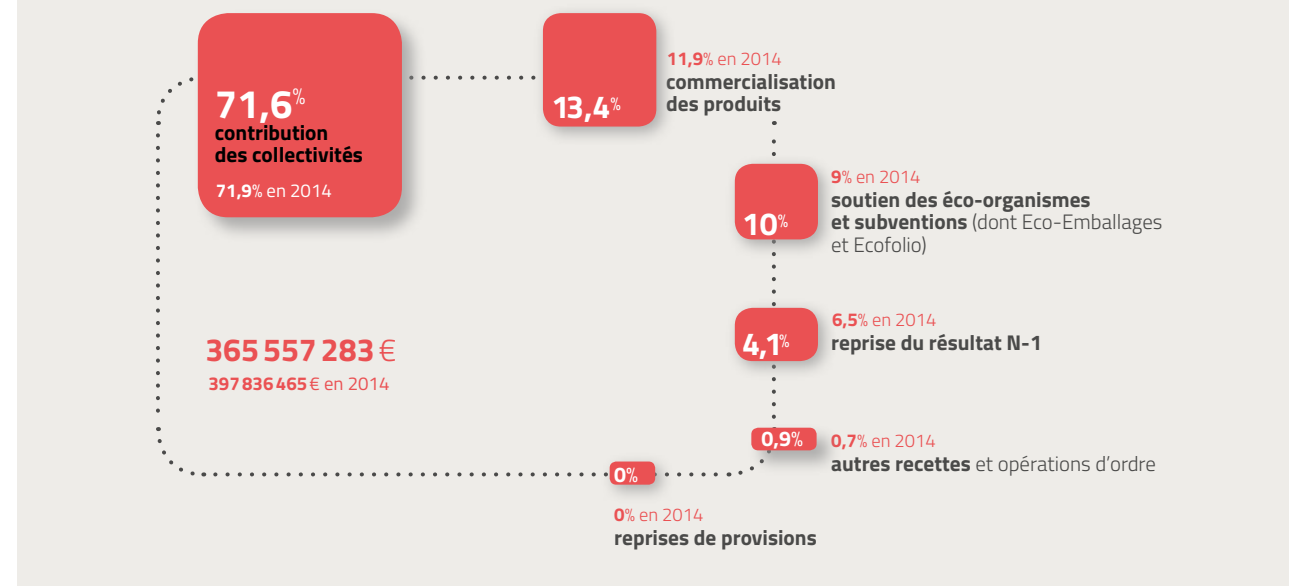 71,6%
contribution
des collectivités
71,9% en 2014
13,4%
11,9% en 2014
commercialisation
des produits
10%
9% en 2014
soutien des éco-organismes
et subventions (dont Eco-Emballages
et Ecofolio)
4,1%
6,5% en 2014
reprise du résultat N-1
365 557 283 €
397 836 465 € en 2014
0,9%
0,7% en 2014
autres recettes et opérations d’ordre
0%
0% en 2014
reprises de provisions